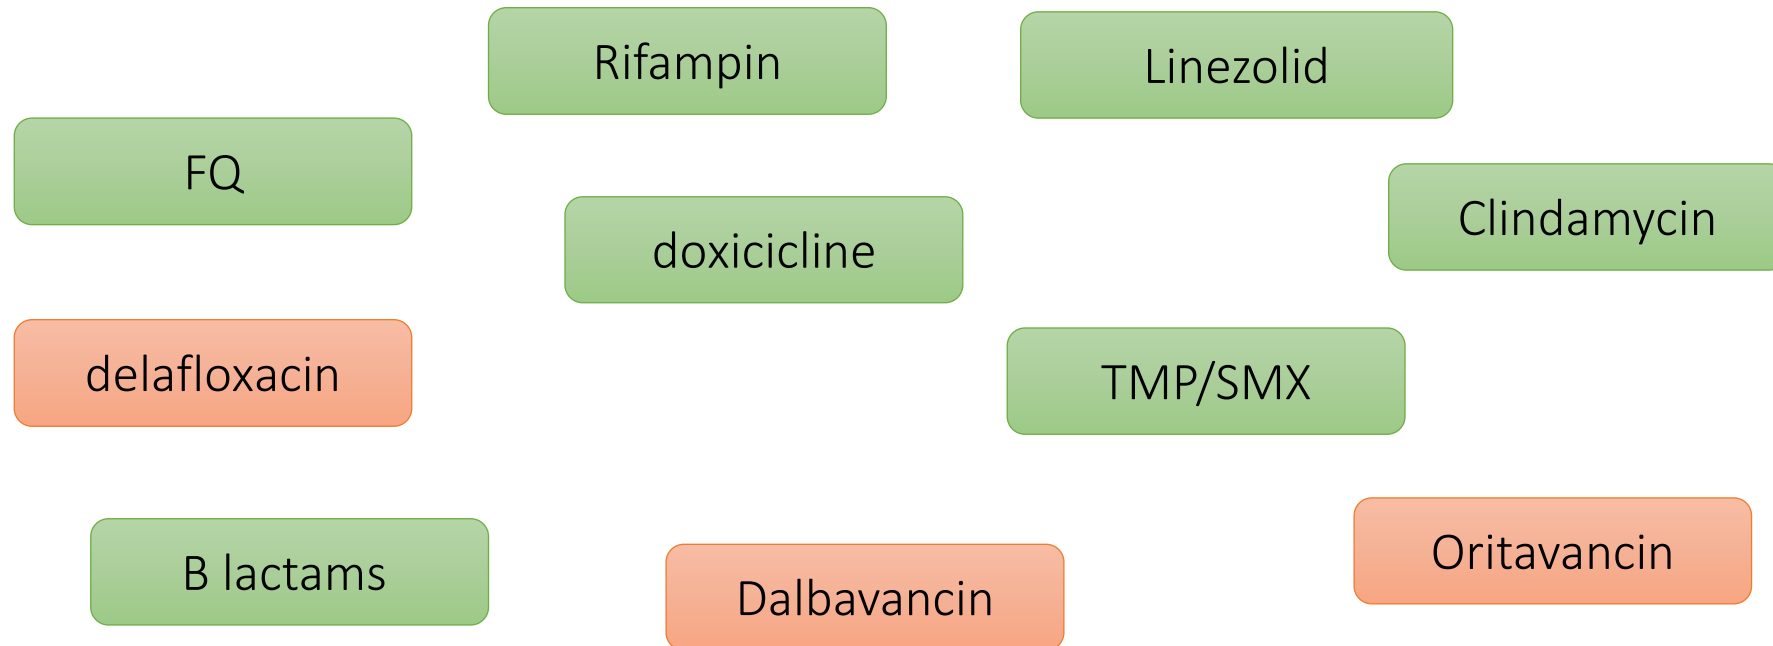 Rifampin
Linezolid
FQ
Clindamycin
doxicicline
delafloxacin
TMP/SMX
Oritavancin
B lactams
Dalbavancin